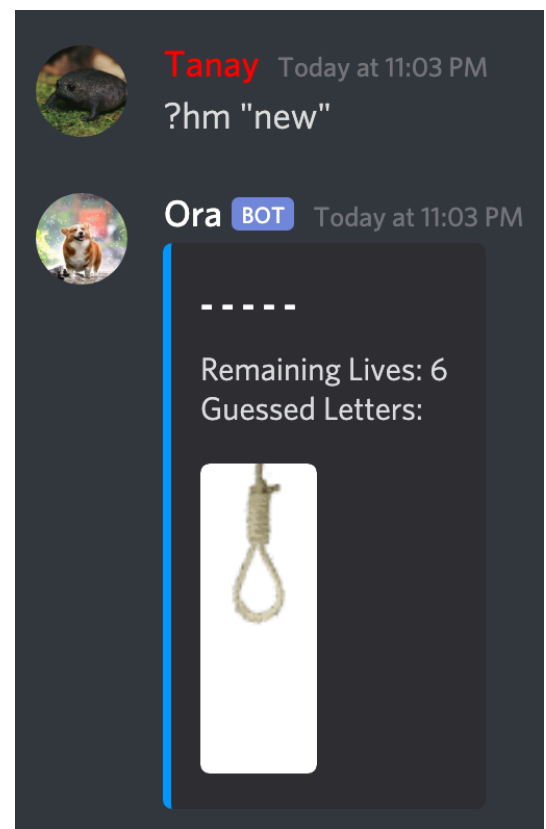 Tanay Today at 11:03 PM
?hm "new"
Ora BOT Today at 11:03 PM
- - - - -
Remaining Lives: 6
Guessed Letters: